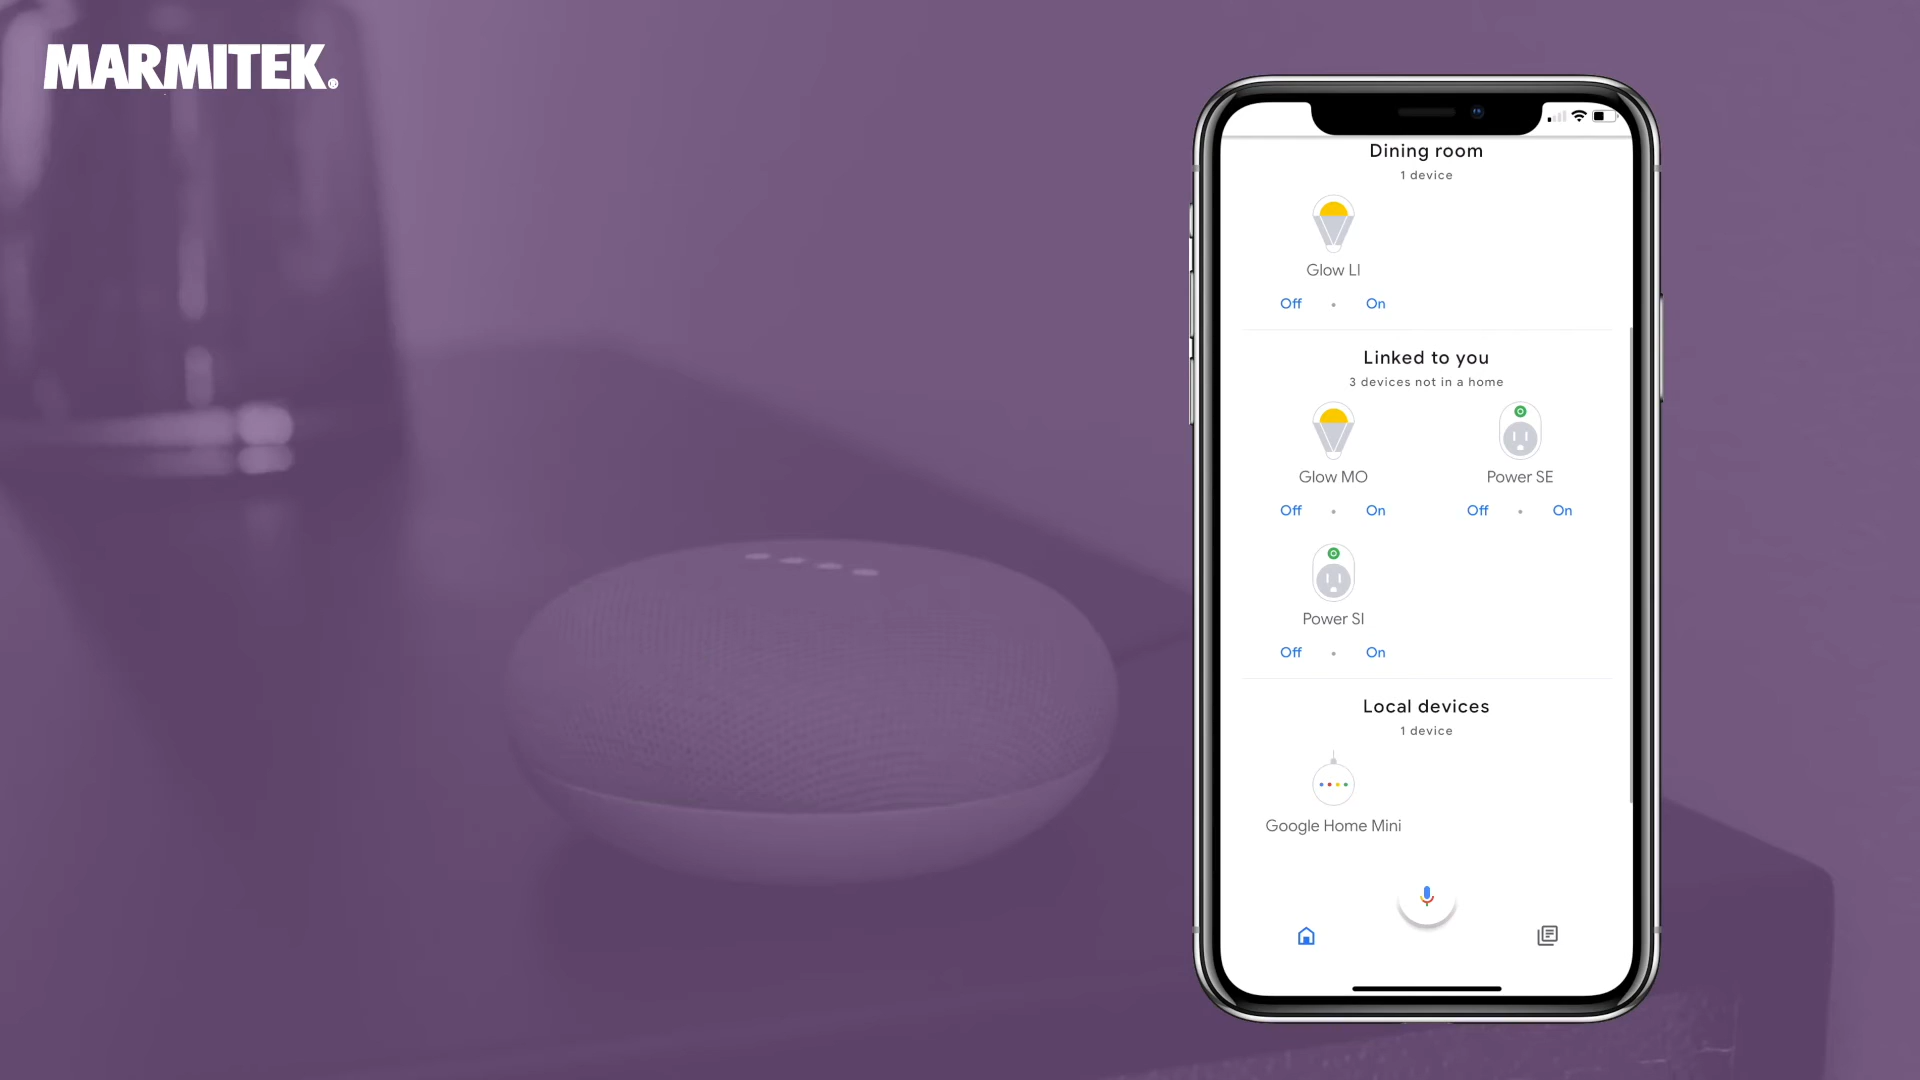 MARMITEK®
Dining room
1 device
Glow LI
Off • On
Linked to you
3 devices not in a home
Glow MO
Power SE
Off • On
Off • On
Power SI
Off • On
Local devices
1 device
Google Home Mini